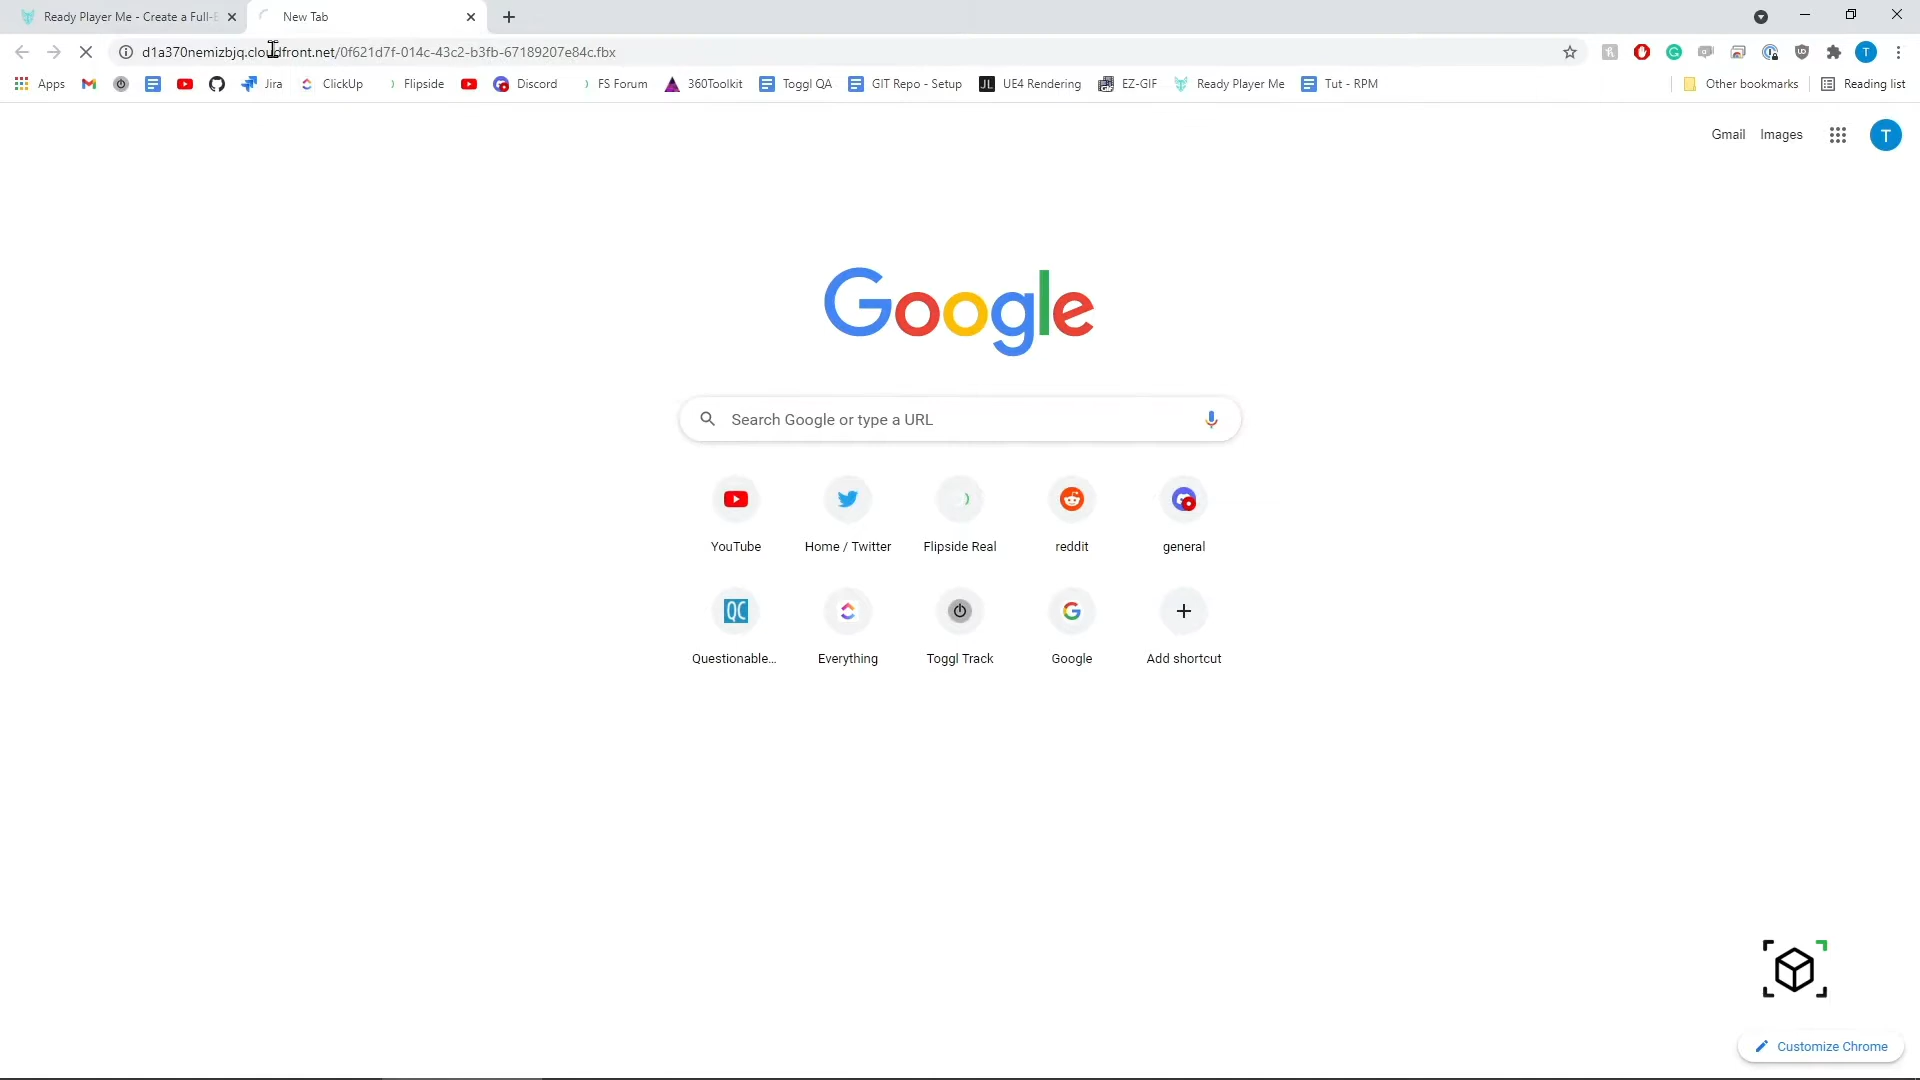 Ready Player Me - Create a Full-
New Tab
d1a370nemizbjq.cloudfront.net/0f621d7f-014c-43c2-b3fb-67189207e84c.fbx
Apps Jira ClickUp Flipside Discord FS Forum 360Toolkit Toggl QA GIT Repo - Setup JL UE4 Rendering EZ-GIF Ready Player Me Tut - RPM Other bookmarks Reading list
Gmail Images T
Google
Search Google or type a URL
YouTube Home / Twitter Flipside Real reddit general
QC
Questionable... Everything Toggl Track Google Add shortcut
Customize Chrome